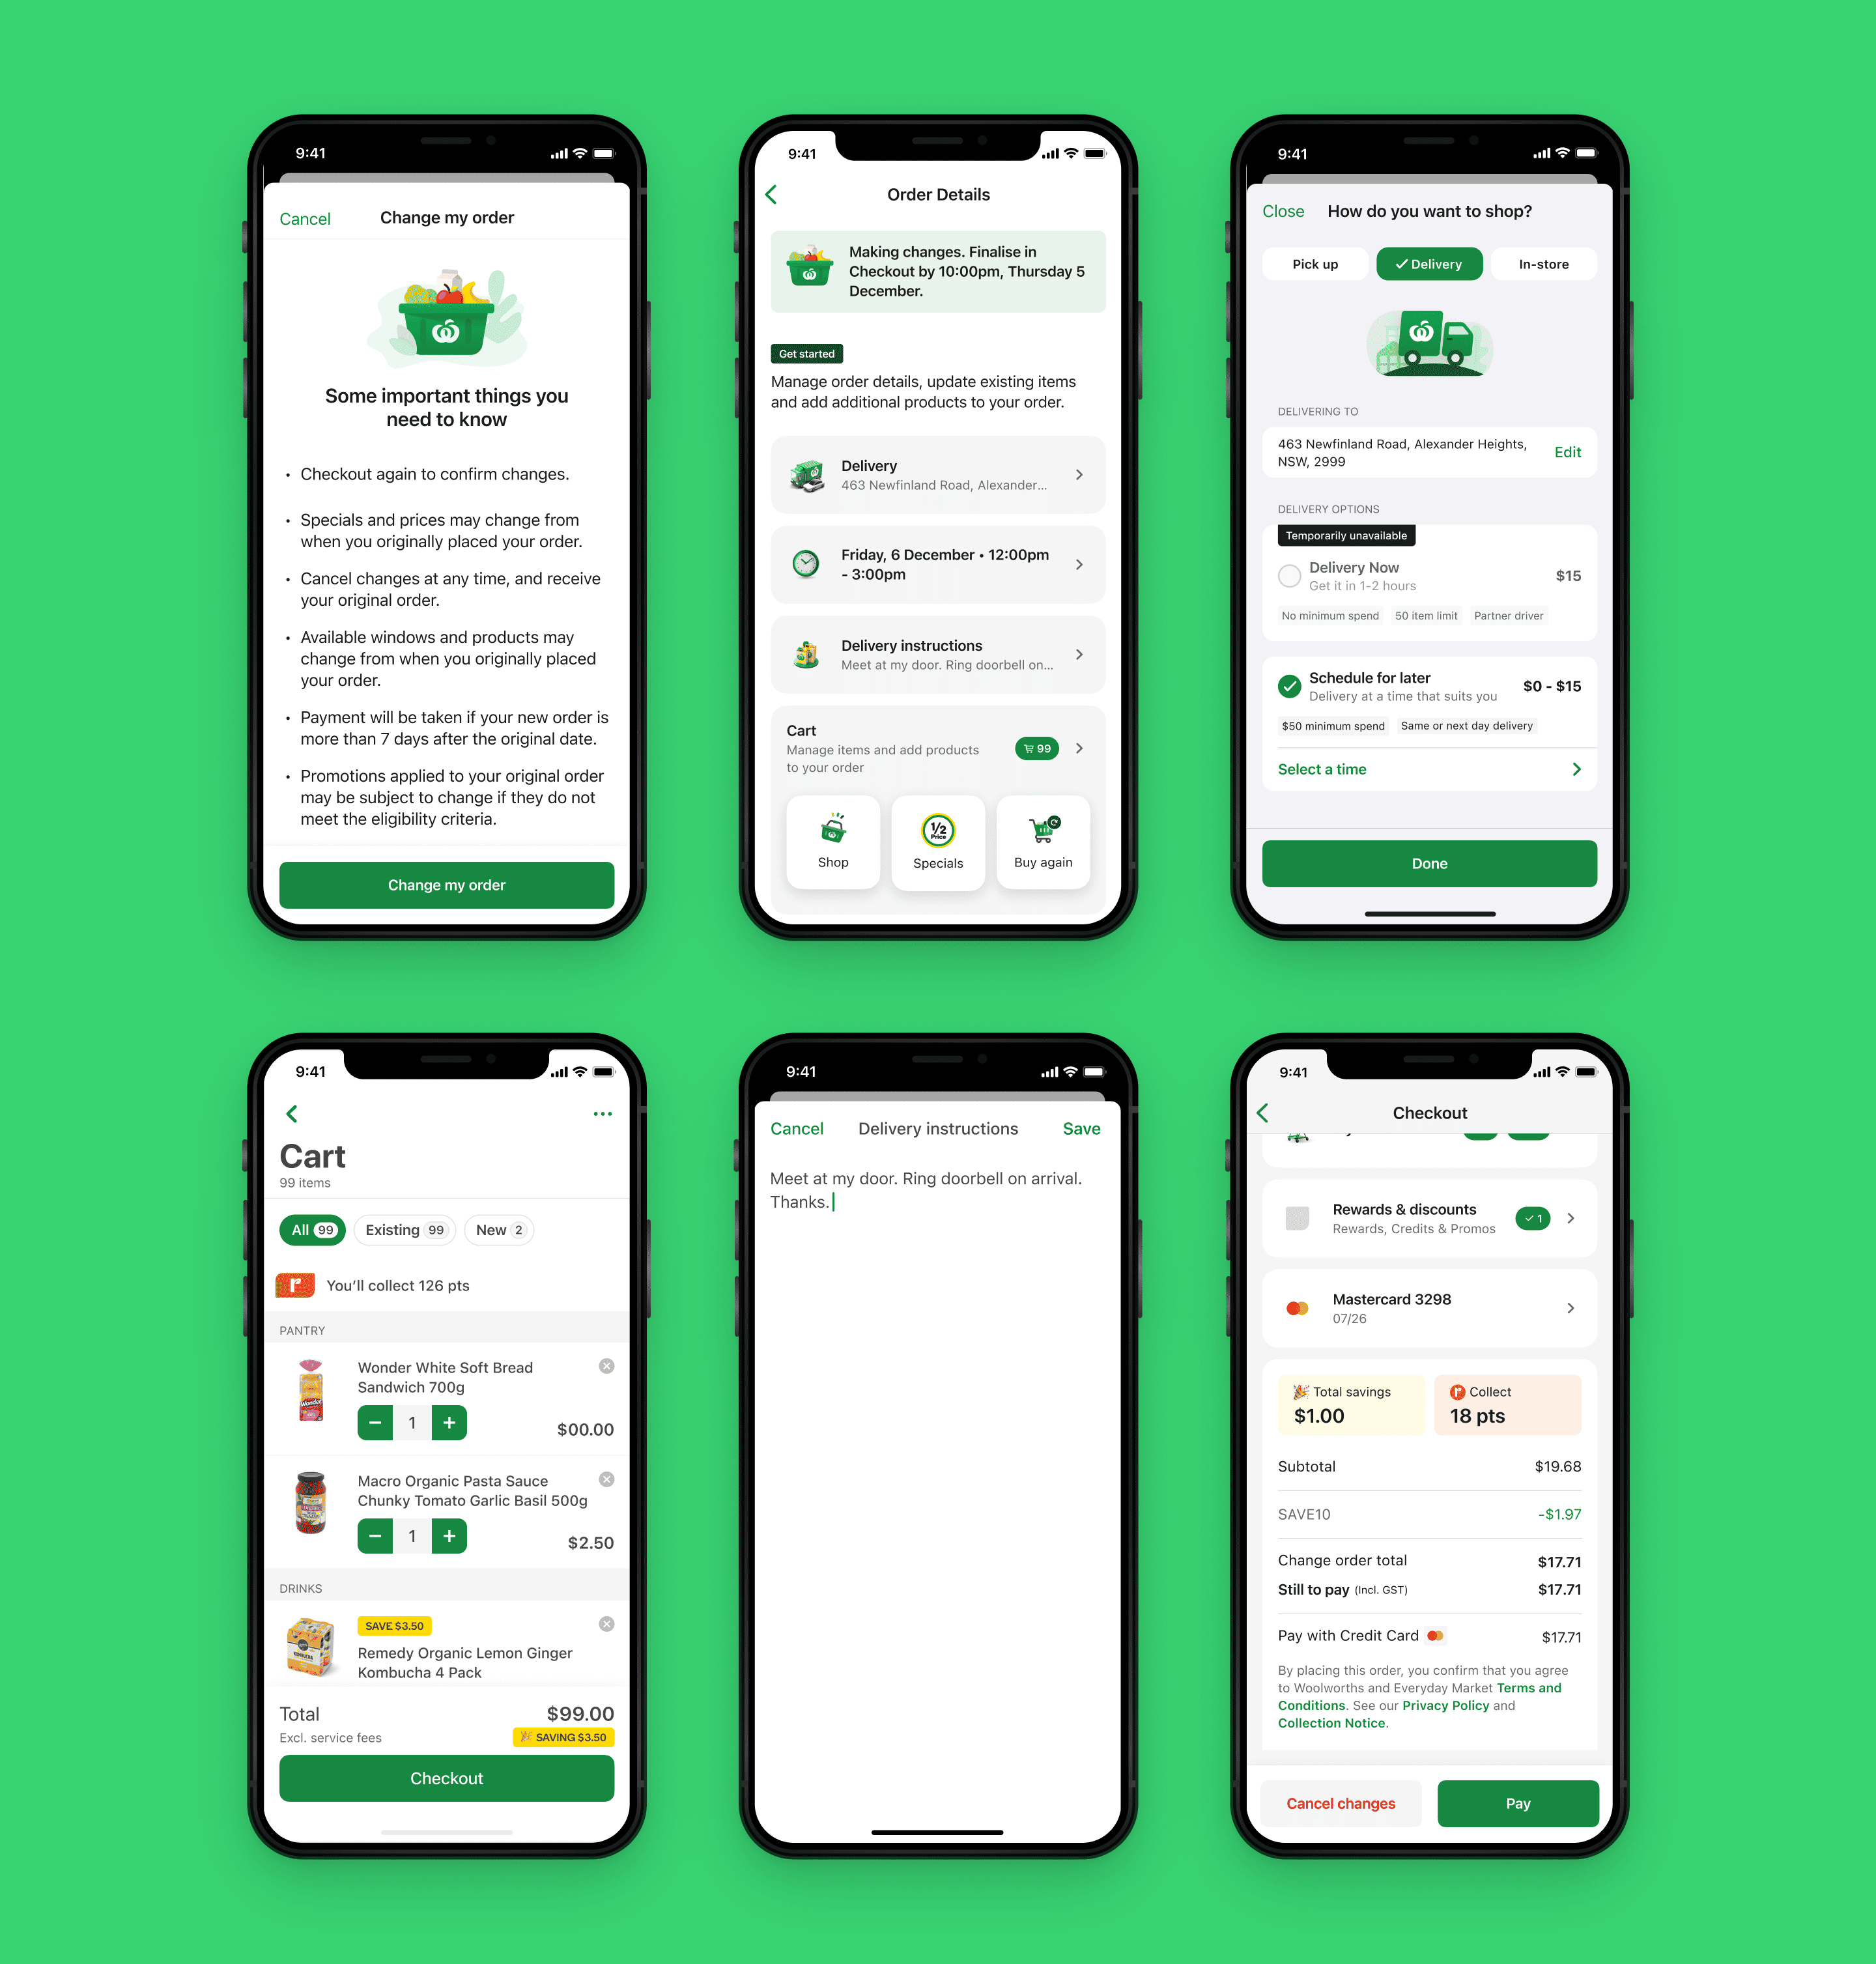 9:41
Cancel
Change my order
Some important things you
need to know
• Checkout again to confirm changes.
• Specials and prices may change from
when you originally placed your order.
• Cancel changes at any time, and receive
your original order.
• Available windows and products may
change from when you originally placed
your order.
• Payment will be taken if your new order is
more than 7 days after the original date.
• Promotions applied to your original order
may be subject to change if they do not
meet the eligibility criteria.
Change my order
9:41
Order Details
Making changes. Finalise in
Checkout by 10:00pm, Thursday 5
December.
Get started
Manage order details, update existing items
and add additional products to your order.
Delivery
463 Newfinland Road, Alexander...
Friday, 6 December • 12:00pm
- 3:00pm
Delivery instructions
Meet at my door. Ring doorbell on...
Cart
Manage items and add products
to your order
99
1/2
Price
Shop
Specials
Buy again
9:41
Close
How do you want to shop?
Pick up
Delivery
In-store
DELIVERING TO
463 Newfinland Road, Alexander Heights,
NSW, 2999
Edit
DELIVERY OPTIONS
Temporarily unavailable
Delivery Now
$15
Get it in 1-2 hours
No minimum spend
50 item limit
Partner driver
Schedule for later
$0 - $15
Delivery at a time that suits you
$50 minimum spend
Same or next day delivery
Select a time
Done
9:41
Cart
99 items
All 99
Existing 99
New 2
r
You'll collect 126 pts
PANTRY
Wonder White Soft Bread
Sandwich 700g
Wonder
1
$00.00
Macro Organic Pasta Sauce
Chunky Tomato Garlic Basil 500g
1
$2.50
DRINKS
SAVE $3.50
Remedy Organic Lemon Ginger
Kombucha 4 Pack
KOMBUCHA
Total
$99.00
Excl. service fees
SAVING $3.50
Checkout
9:41
Cancel
Delivery instructions
Save
Meet at my door. Ring doorbell on arrival.
Thanks.
9:41
Checkout
Rewards & discounts
Rewards, Credits & Promos
1
Mastercard 3298
07/26
Total savings
$1.00
r
Collect
18 pts
Subtotal
$19.68
SAVE10
-$1.97
Change order total
$17.71
Still to pay (Incl. GST)
$17.71
Pay with Credit Card
$17.71
By placing this order, you confirm that you agree
to Woolworths and Everyday Market Terms and
Conditions. See our Privacy Policy and
Collection Notice.
Cancel changes
Pay